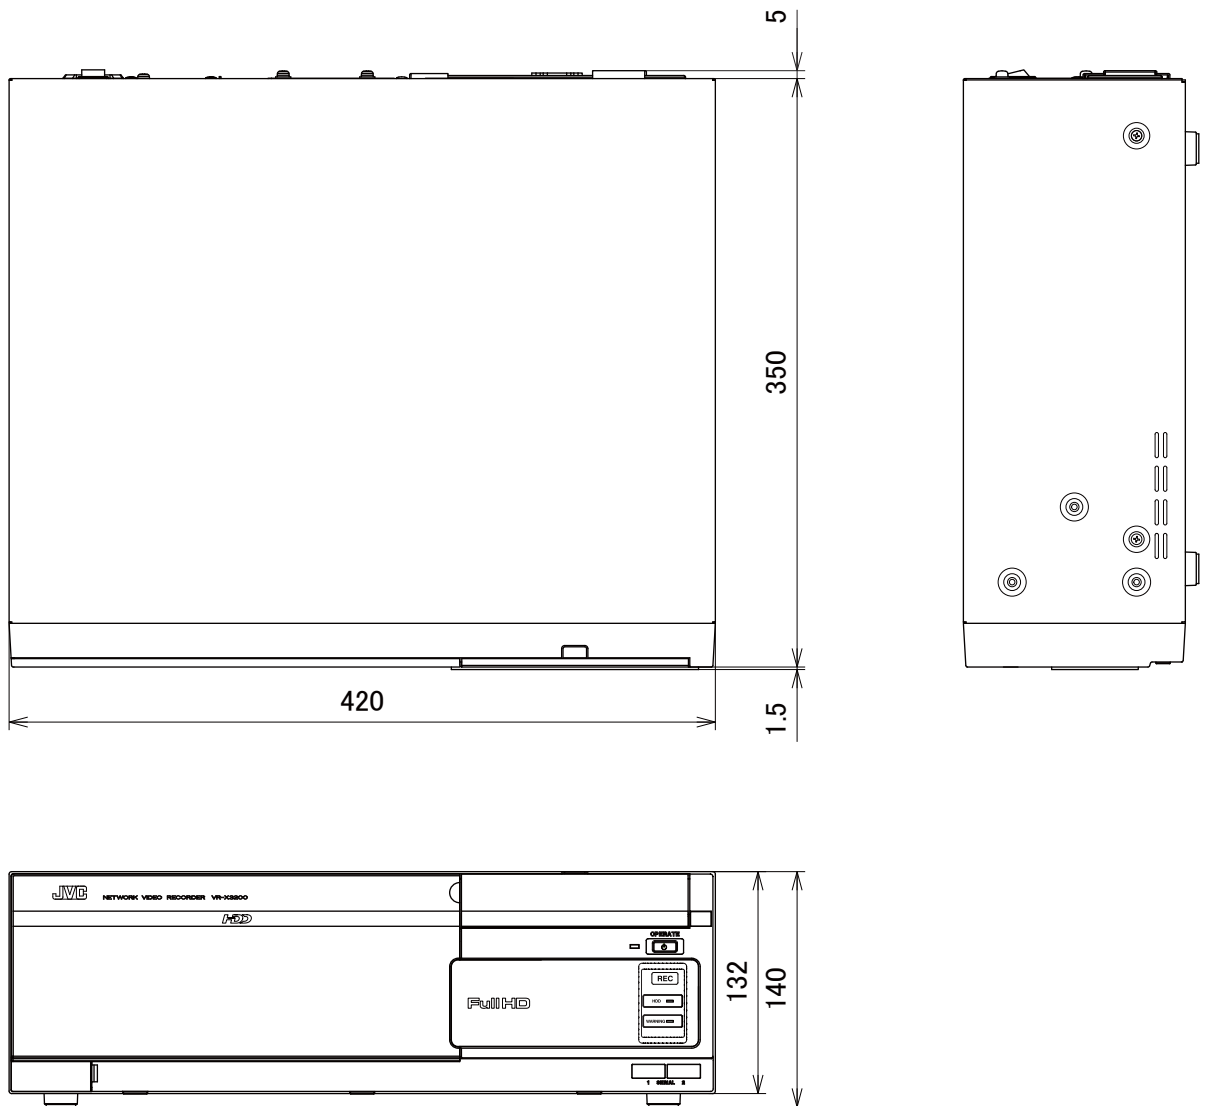 5
350
420
1.5
JVC NETWORK VIDEO RECORDER VR-X3200
HDD
OPERATE
REC
HDD
WARNING
Full HD
132
140
1 SERIAL 2